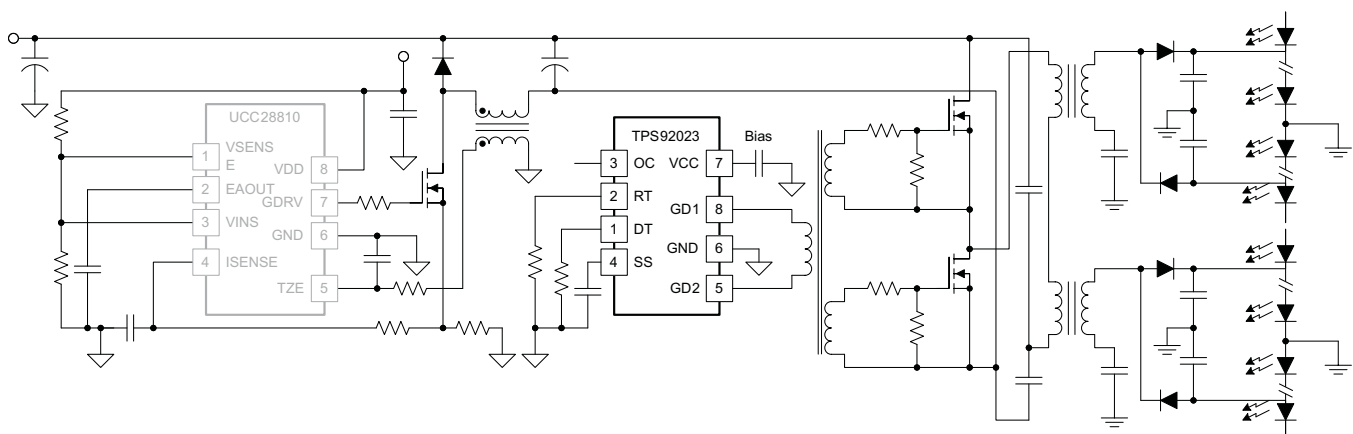 UCC28810
VSENS
E
1
VDD
8
2
EAOUT
GDRV
7
3
VINS
GND
6
4
ISENSE
TZE
5
TPS92023
3
OC
VCC
7
Bias
2
RT
GD1
8
1
DT
GND
6
4
SS
GD2
5